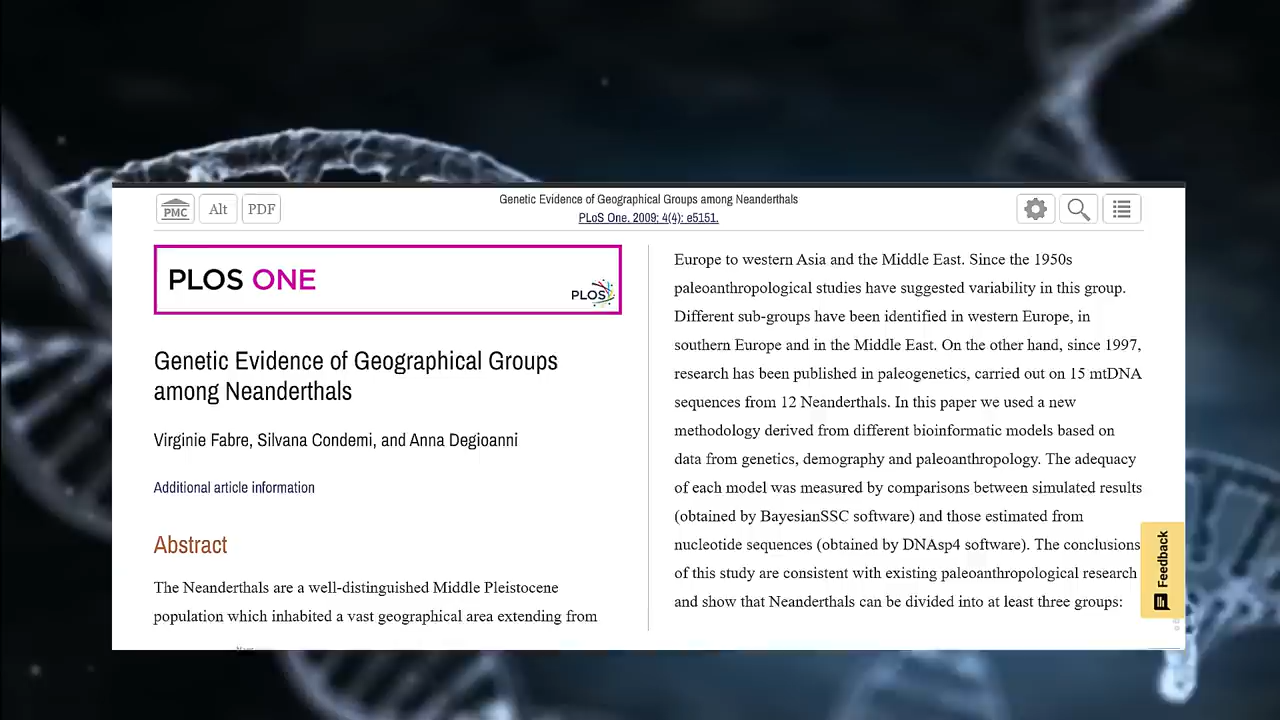 PMC
Alt
PDF
Genetic Evidence of Geographical Groups among Neanderthals
PLoS One. 2009; 4(4): e5151.
PLOS ONE
PLOS
Genetic Evidence of Geographical Groups
among Neanderthals
Virginie Fabre, Silvana Condemi, and Anna Degioanni
Additional article information
Abstract
The Neanderthals are a well-distinguished Middle Pleistocene
population which inhabited a vast geographical area extending from
Europe to western Asia and the Middle East. Since the 1950s
paleoanthropological studies have suggested variability in this group.
Different sub-groups have been identified in western Europe, in
southern Europe and in the Middle East. On the other hand, since 1997,
research has been published in paleogenetics, carried out on 15 mtDNA
sequences from 12 Neanderthals. In this paper we used a new
methodology derived from different bioinformatic models based on
data from genetics, demography and paleoanthropology. The adequacy
of each model was measured by comparisons between simulated results
(obtained by BayesianSSC software) and those estimated from
nucleotide sequences (obtained by DNAsp4 software). The conclusions
of this study are consistent with existing paleoanthropological research
and show that Neanderthals can be divided into at least three groups:
Feedback